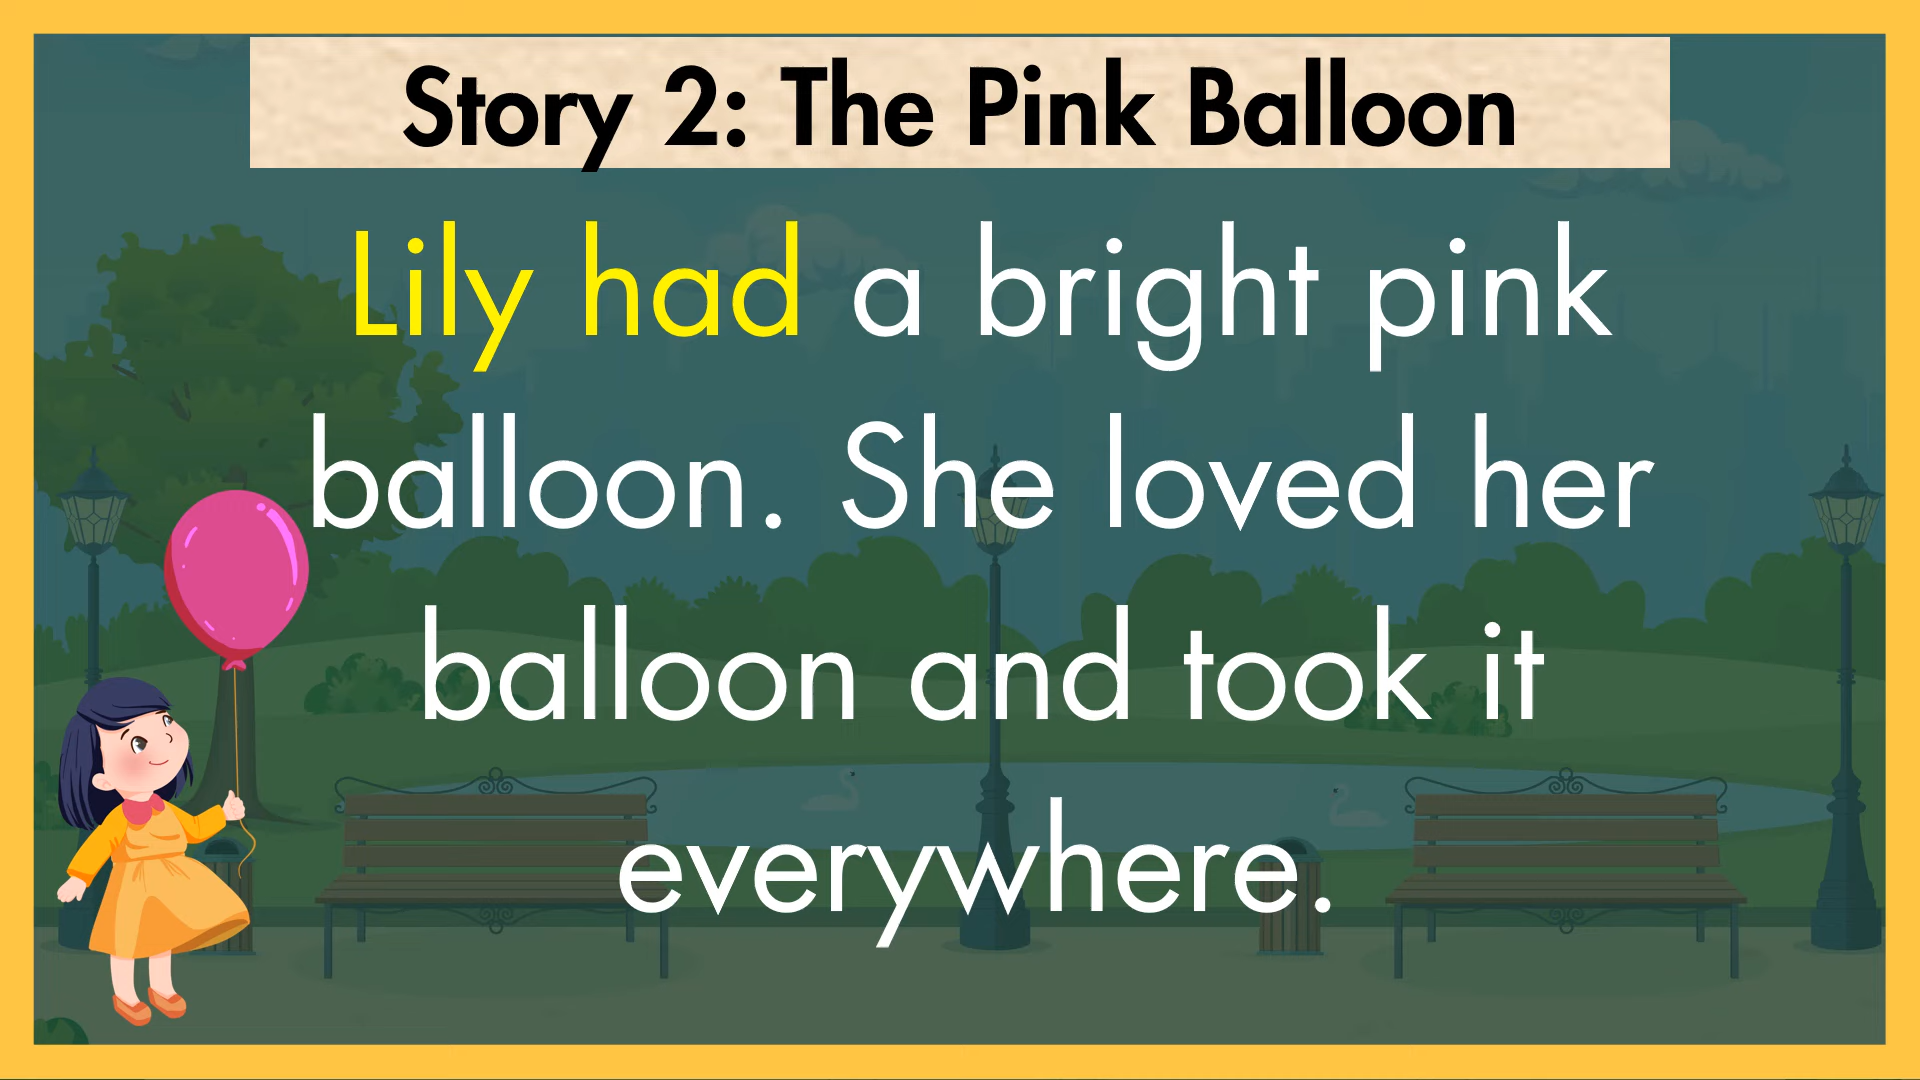 Story 2: The Pink Balloon
Lily had a bright pink
balloon. She loved her
balloon and took it
everywhere.